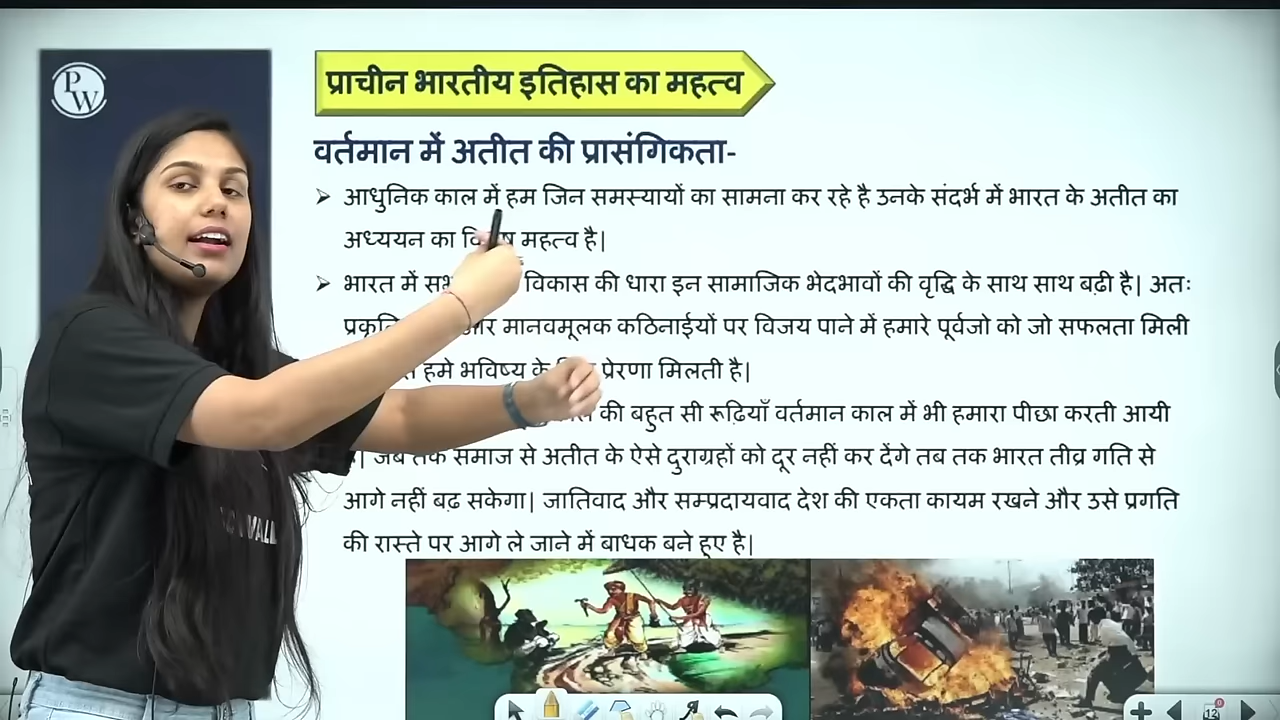 PW
प्राचीन भारतीय इतिहास का महत्व
वर्तमान में अतीत की प्रासंगिकता-
आधुनिक काल में हम जिन समस्यायों का सामना कर रहे है उनके संदर्भ में भारत के अतीत का
अध्ययन का महत्व है|
भारत में विकास की धारा इन सामाजिक भेदभावों की वृद्धि के साथ साथ बढ़ी है| अतः
मानवमूलक कठिनाईयों पर विजय पाने में हमारे पूर्वजो को जो सफलता मिली
हमे भविष्य के प्रेरणा मिलती है|
की बहुत सी रूढ़ियाँ वर्तमान काल में भी हमारा पीछा करती आयी
जब तक समाज से अतीत के ऐसे दुराग्रहों को दूर नहीं कर देंगे तब तक भारत तीव्र गति से
आगे नहीं बढ़ सकेगा| जातिवाद और सम्प्रदायवाद देश की एकता कायम रखने और उसे प्रगति
की रास्ते पर आगे ले जाने में बाधक बने हुए है|
12